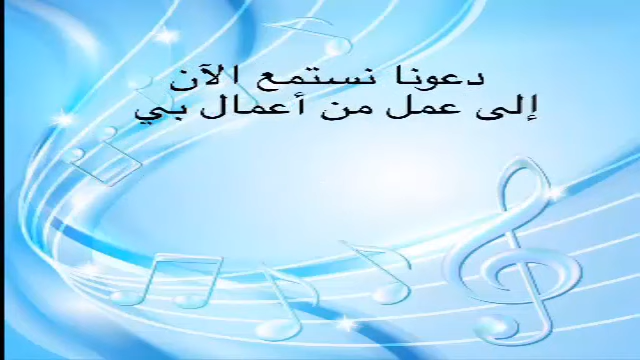 دعونا نستمع الآن
إلى عمل من أعمال بي